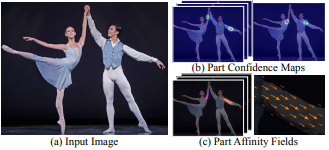 (b) Part Confidence Maps
(a) Input Image
(c) Part Affinity Fields